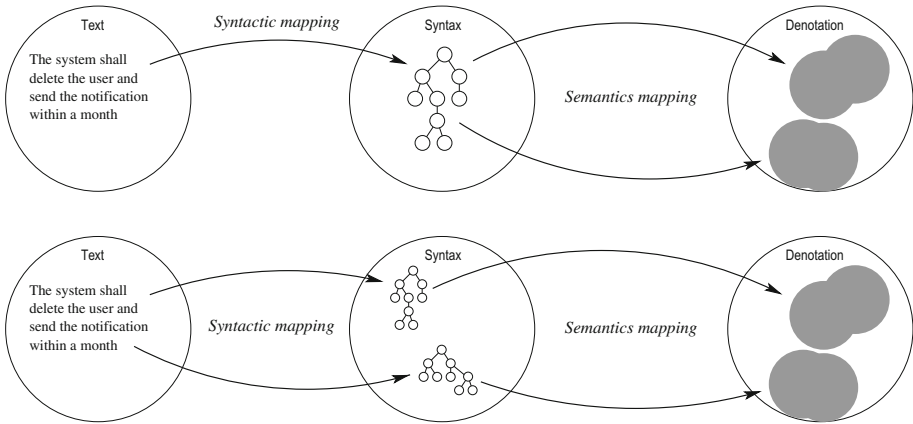 Text
Syntactic mapping
Syntax
Denotation
The system shall
delete the user and
send the notification
within a month
Semantics mapping
Text
Syntax
Denotation
The system shall
delete the user and
send the notification
within a month
Syntactic mapping
Semantics mapping